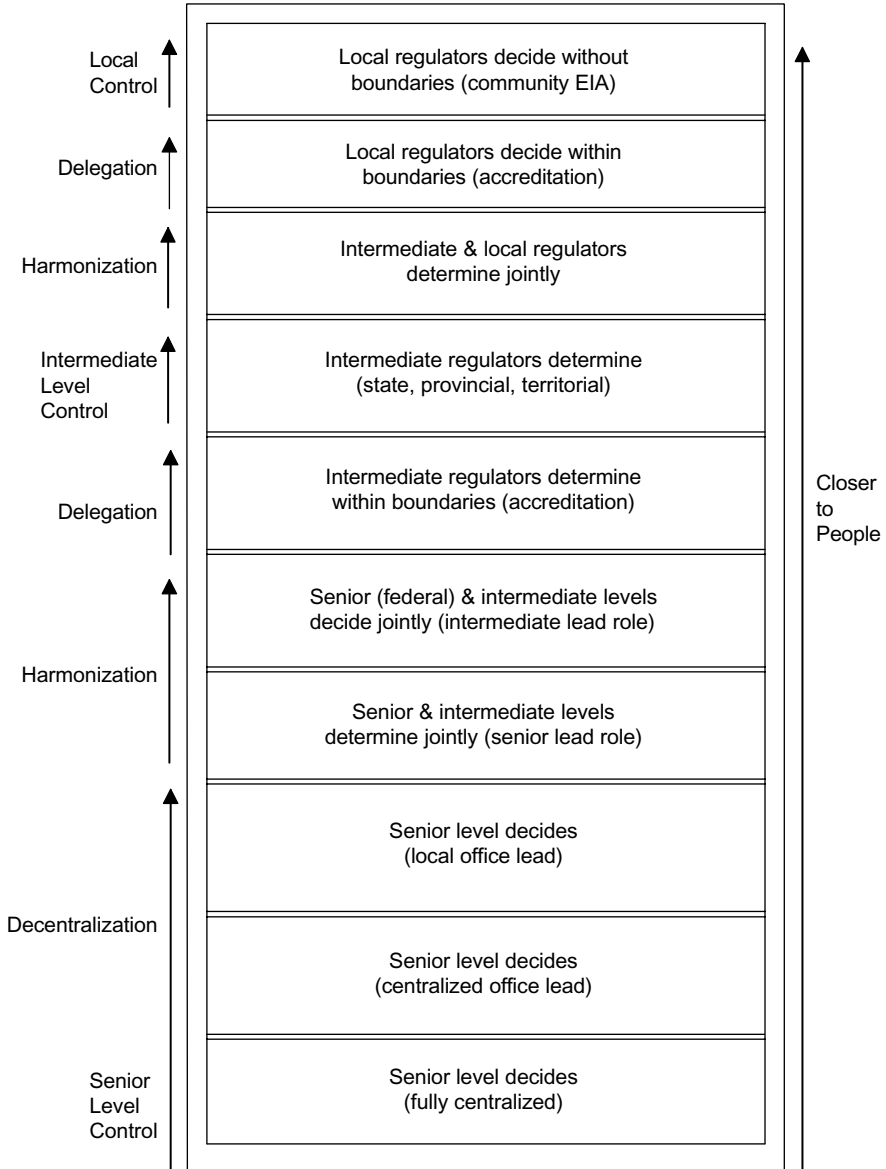 Local
Control
Local regulators decide without
boundaries (community EIA)
Delegation
Local regulators decide within
boundaries (accreditation)
Harmonization
Intermediate & local regulators
determine jointly
Intermediate
Level
Control
Intermediate regulators determine
(state, provincial, territorial)
Delegation
Intermediate regulators determine
within boundaries (accreditation)
Closer
to
People
Harmonization
Senior (federal) & intermediate levels
decide jointly (intermediate lead role)
Senior & intermediate levels
determine jointly (senior lead role)
Decentralization
Senior level decides
(local office lead)
Senior level decides
(centralized office lead)
Senior
Level
Control
Senior level decides
(fully centralized)